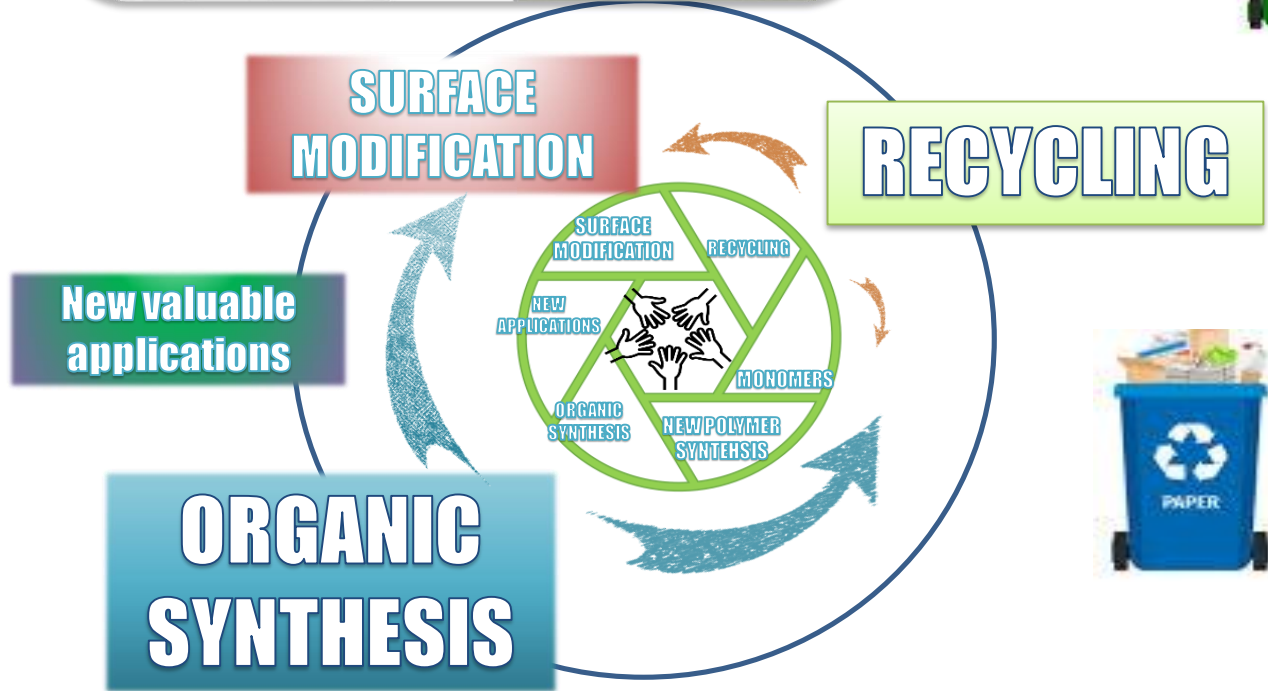 SURFACE
MODIFICATION
RECYCLING
New valuable
applications
SURFACE
MODIFICATION
RECYCLING
NEW
APPLICATIONS
MONOMERS
ORGANIC
SYNTHESIS
NEW POLYMER
SYNTEHSIS
ORGANIC
SYNTHESIS
PAPER